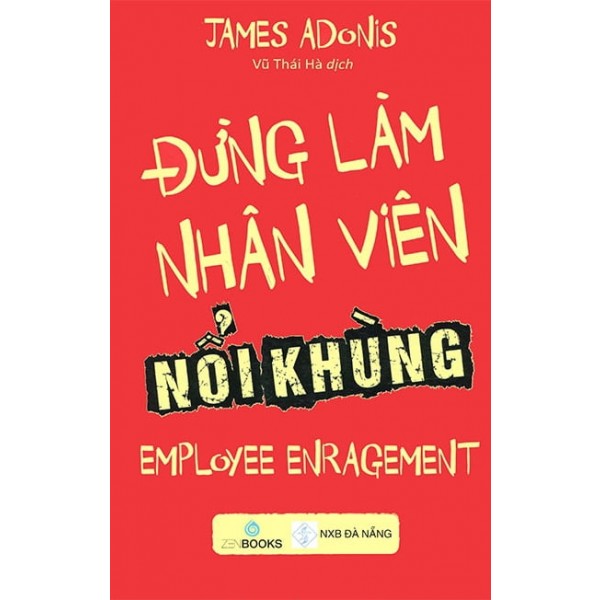 JAMES ADONIS
Vũ Thái Hà dịch
ĐỪNG LÀM
NHÂN VIÊN
NỔI KHÙNG
EMPLOYEE ENRAGEMENT
ZENBOOKS NXB ĐÀ NẴNG